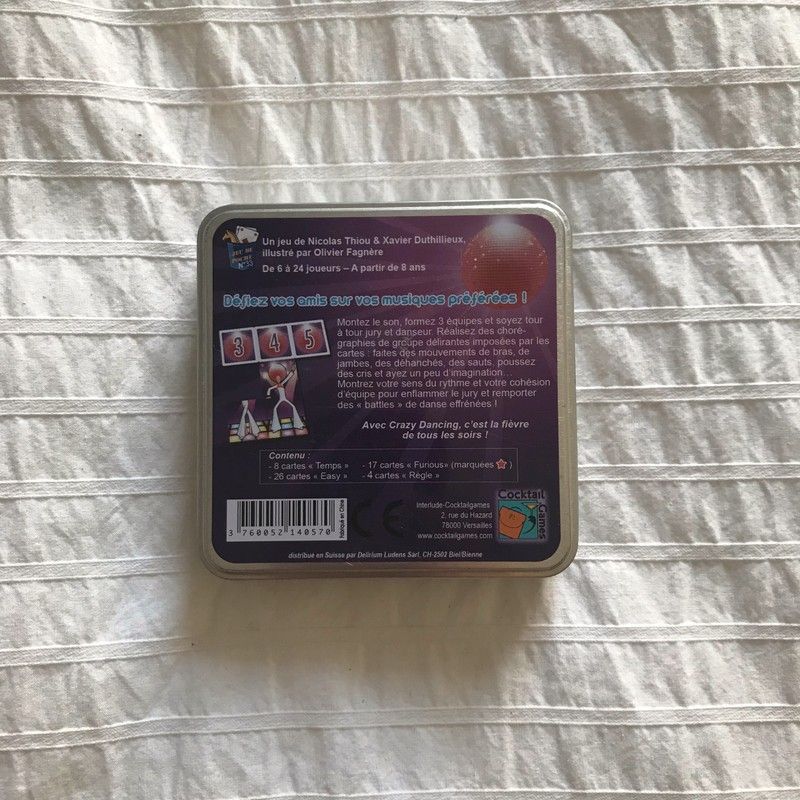 JEU DE
POCHE
N°33
Un jeu de Nicolas Thiou & Xavier Duthillieux,
illustré par Olivier Fagnère
De 6 à 24 joueurs – A partir de 8 ans
Défiez vos amis sur vos musiques préférées !
3 4 5
Montez le son, formez 3 équipes et soyez tour
à tour jury et danseur. Réalisez des choré-
graphies de groupe délirantes imposées par les
cartes : faites des mouvements de bras, de
jambes, des déhanchés, des sauts, poussez
des cris et ayez un peu d'imagination...
Montrez votre sens du rythme et votre cohésion
d'équipe pour enflammer le jury et remporter
des « battles » de danse effrénées !
Avec Crazy Dancing, c'est la fièvre
de tous les soirs !
Contenu :
- 8 cartes « Temps » - 17 cartes « Furious» (marquées )
- 26 cartes « Easy » - 4 cartes « Règle »
3 760052 140570
fabriqué en Chine
CE
Interlude-Cocktailgames
2, rue du Hazard
78000 Versailles
www.cocktailgames.com
Cocktail
Games
distribué en Suisse par Delirium Ludens Sarl, CH-2502 Biel/Bienne